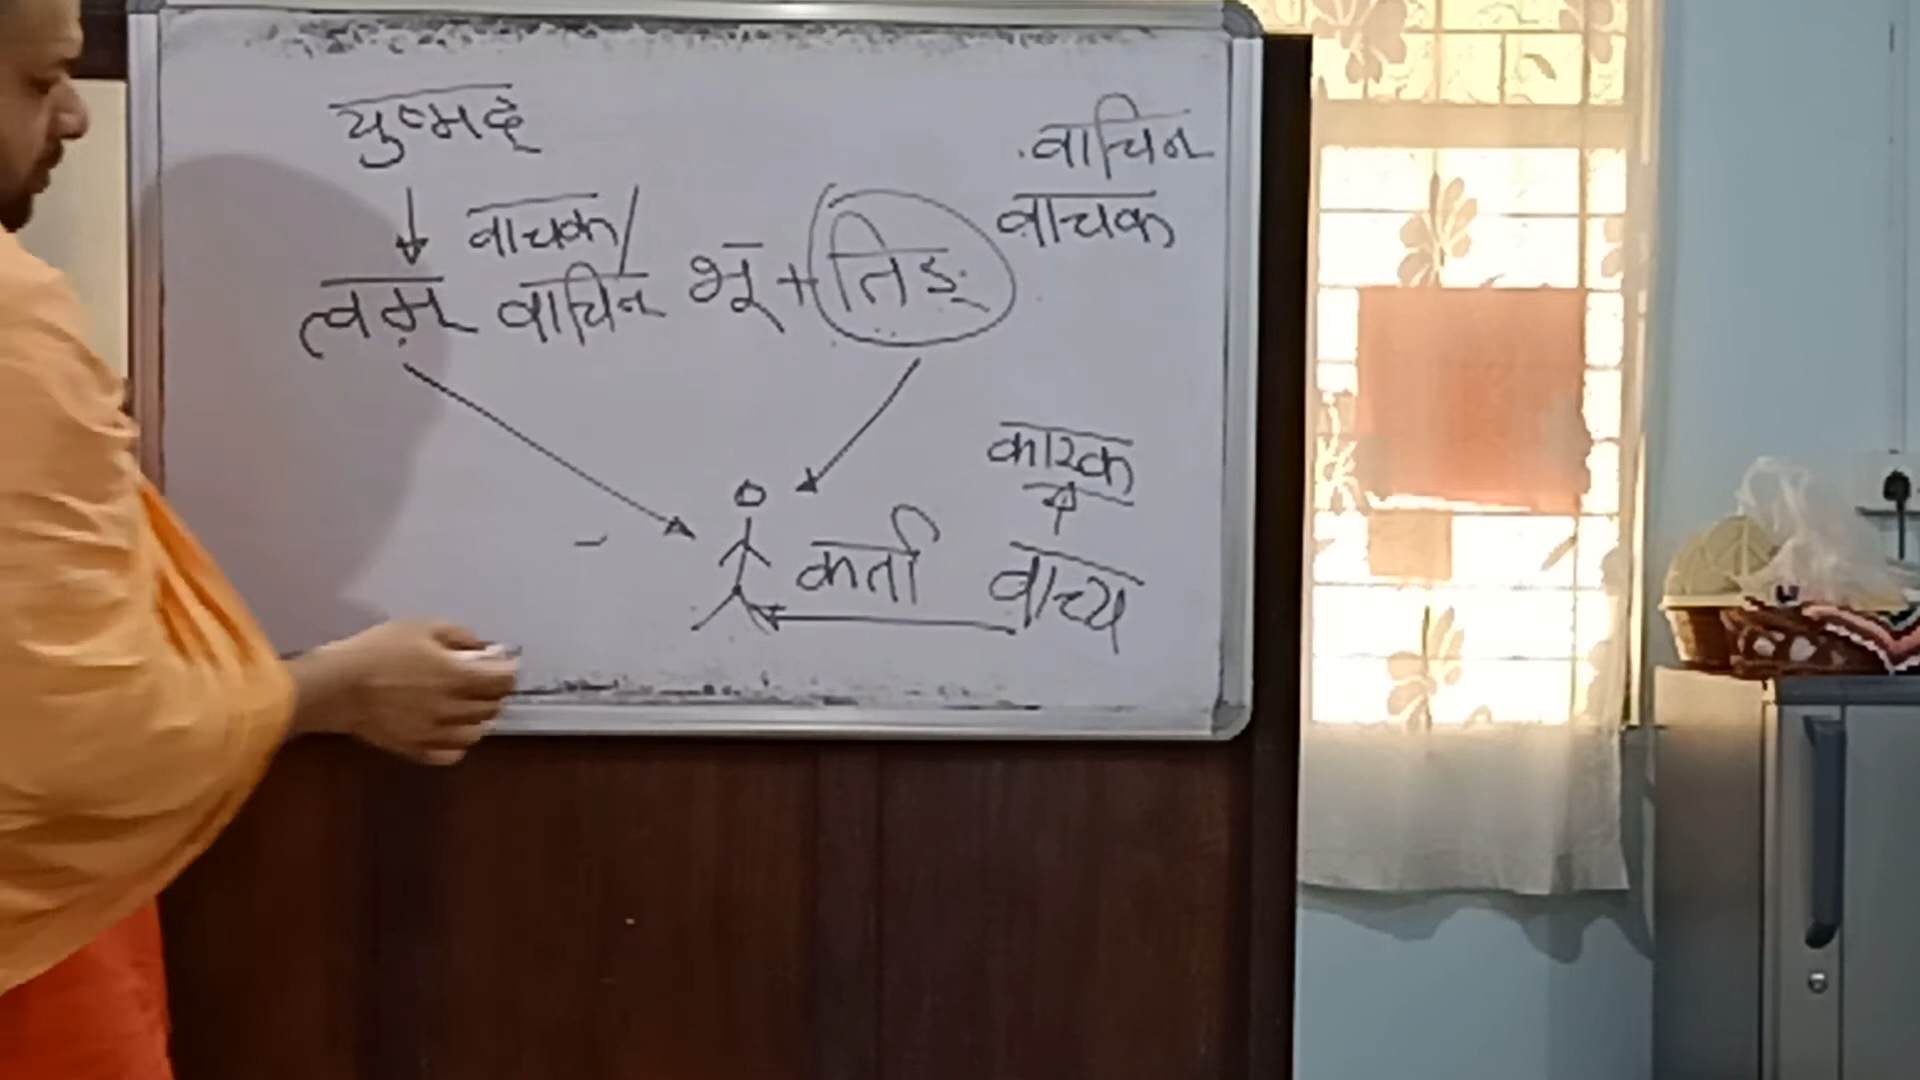 युष्मद्
वाचिन्
वाचक
वाचक/
त्वम् वाचिन् भू + तिङ्
कारक
कर्ता वाच्य